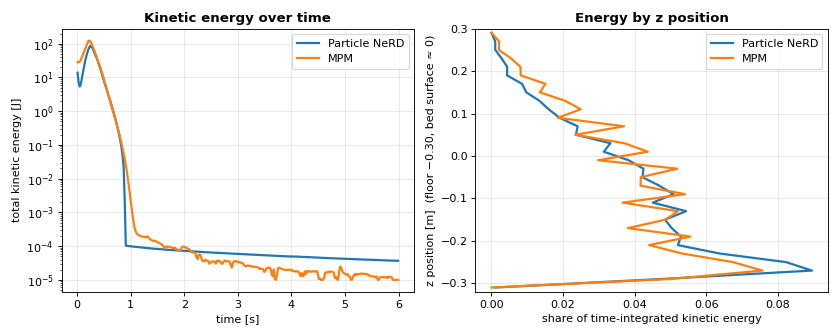 Kinetic energy over time
total kinetic energy [J]
10²
10¹
10⁰
10⁻¹
10⁻²
10⁻³
10⁻⁴
10⁻⁵
Particle NeRD
MPM
0 1 2 3 4 5 6
time [s]
Energy by z position
z position [m] (floor −0.30, bed surface ≈ 0)
0.3
0.2
0.1
0.0
−0.1
−0.2
−0.3
Particle NeRD
MPM
0.00 0.02 0.04 0.06 0.08
share of time-integrated kinetic energy